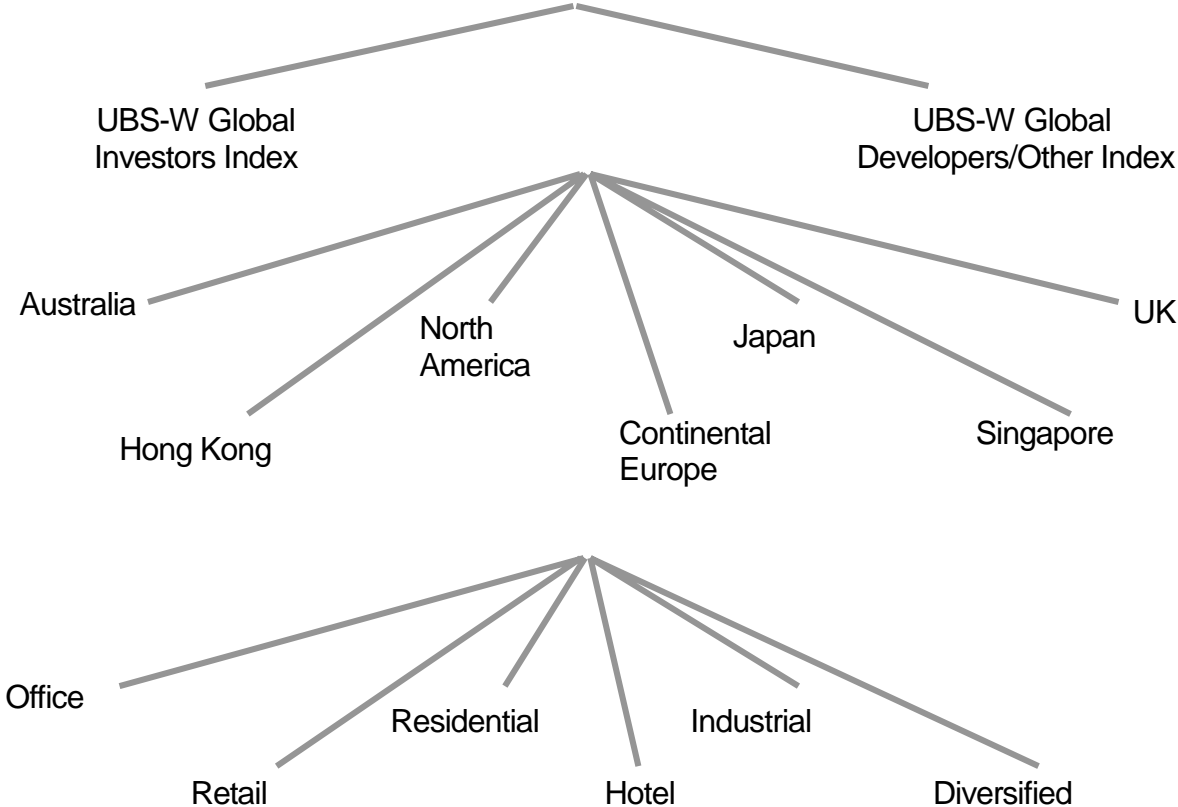 UBS-W Global
Investors Index
UBS-W Global
Developers/Other Index
Australia
North
America
Japan
UK
Hong Kong
Continental
Europe
Singapore
Office
Residential
Industrial
Retail
Hotel
Diversified